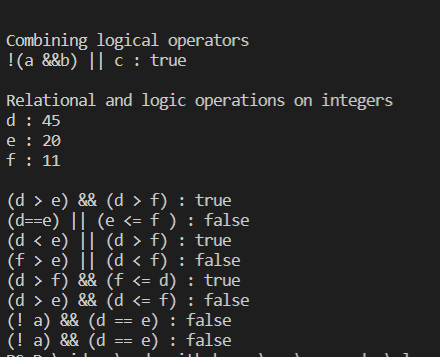 Combining logical operators
!(a &&b) || c : true
Relational and logic operations on integers
d : 45
e : 20
f : 11
(d > e) && (d > f) : true
(d==e) || (e <= f ) : false
(d < e) || (d > f) : true
(f > e) || (d < f) : false
(d > f) && (f <= d) : true
(d > e) && (d <= f) : false
(! a) && (d == e) : false
(! a) && (d == e) : false